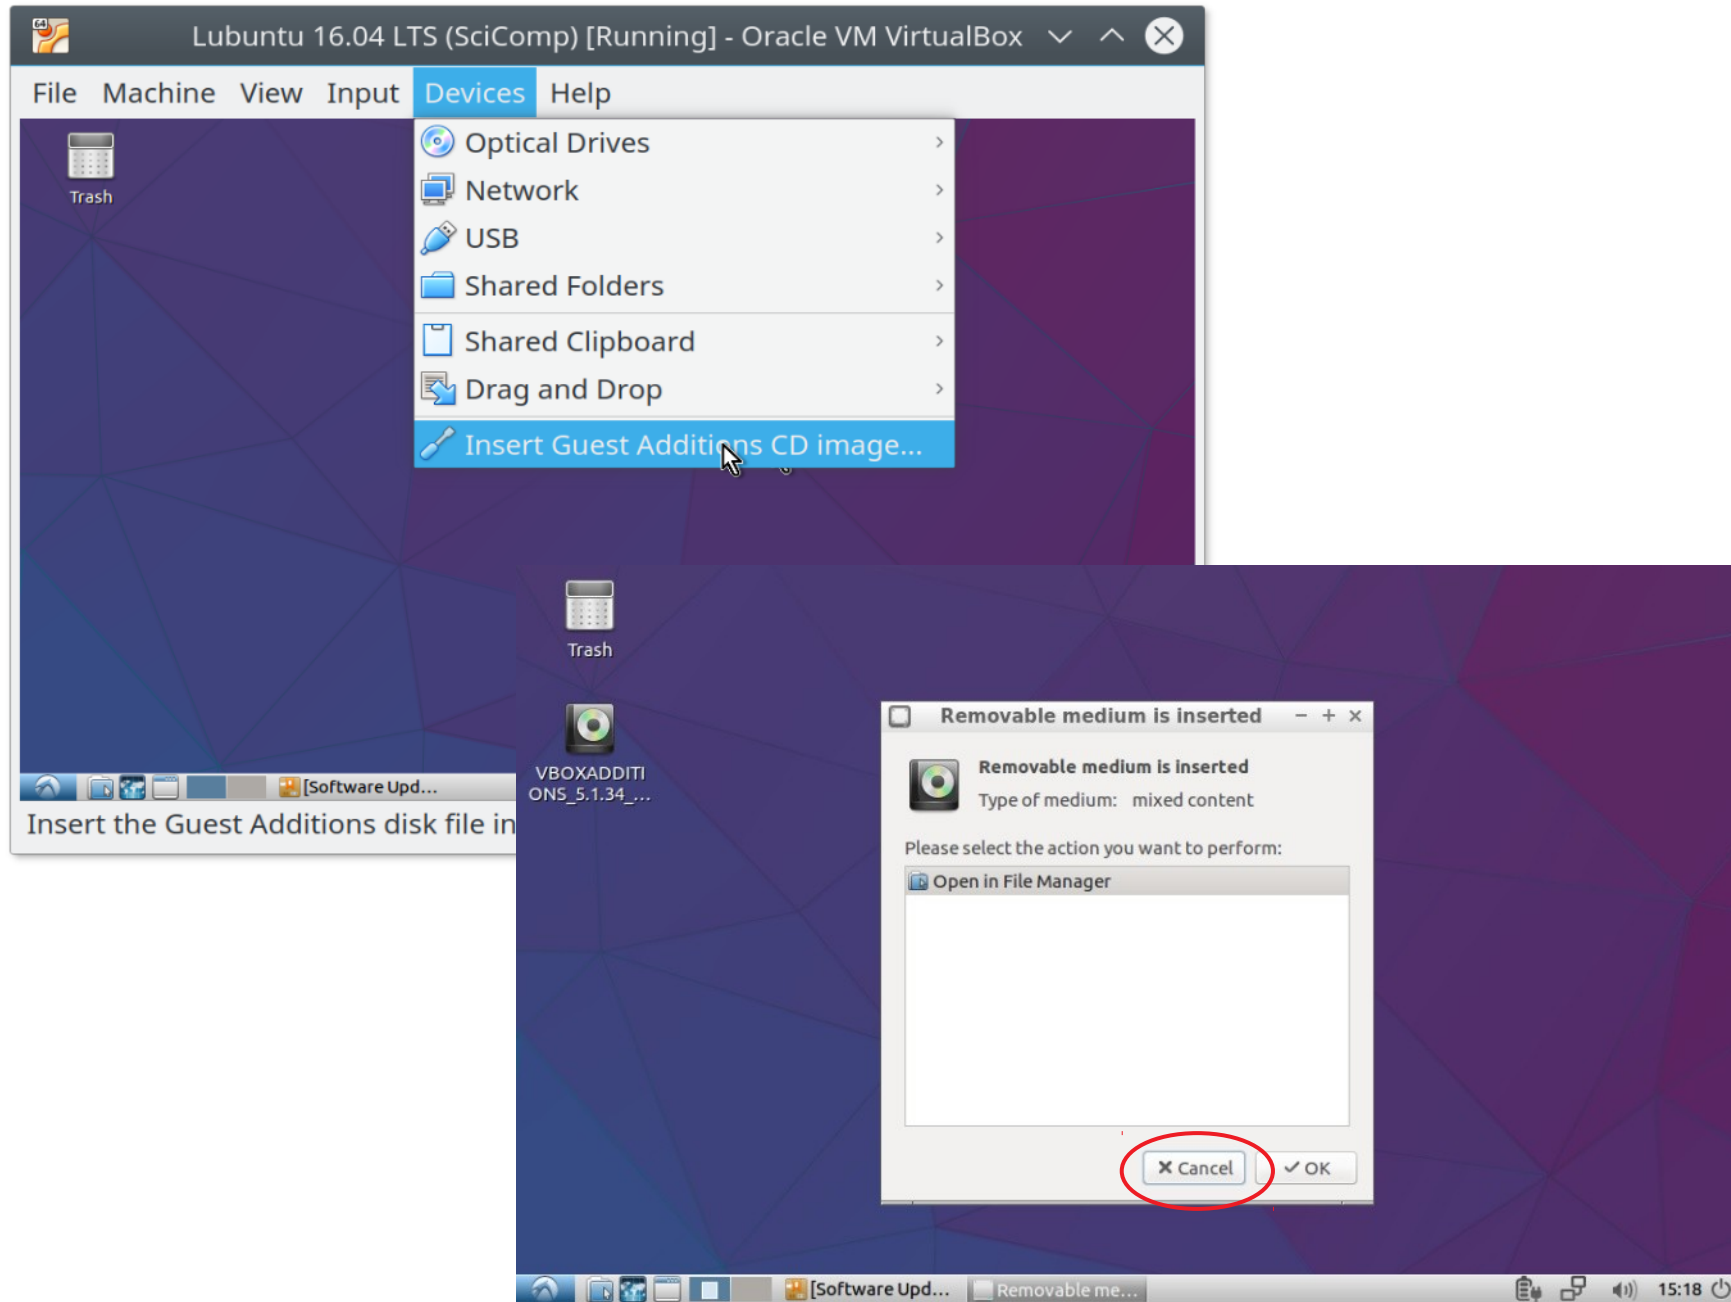 64
Lubuntu 16.04 LTS (SciComp) [Running] - Oracle VM VirtualBox
File Machine View Input Devices Help
Trash
Optical Drives
Network
USB
Shared Folders
Shared Clipboard
Drag and Drop
Insert Guest Additions CD image...
[Software Upd...
Insert the Guest Additions disk file in
Trash
VBOXADDITI
ONS_5.1.34_...
Removable medium is inserted
Removable medium is inserted
Type of medium: mixed content
Please select the action you want to perform:
Open in File Manager
Cancel OK
[Software Upd... Removable me... 15:18